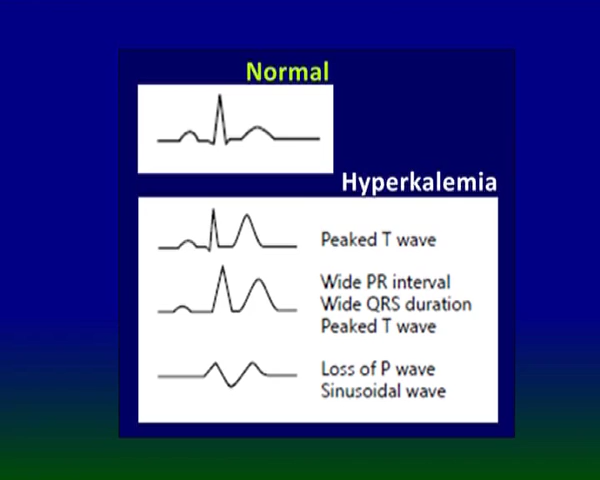 Normal
Hyperkalemia
Peaked T wave
Wide PR interval
Wide QRS duration
Peaked T wave
Loss of P wave
Sinusoidal wave